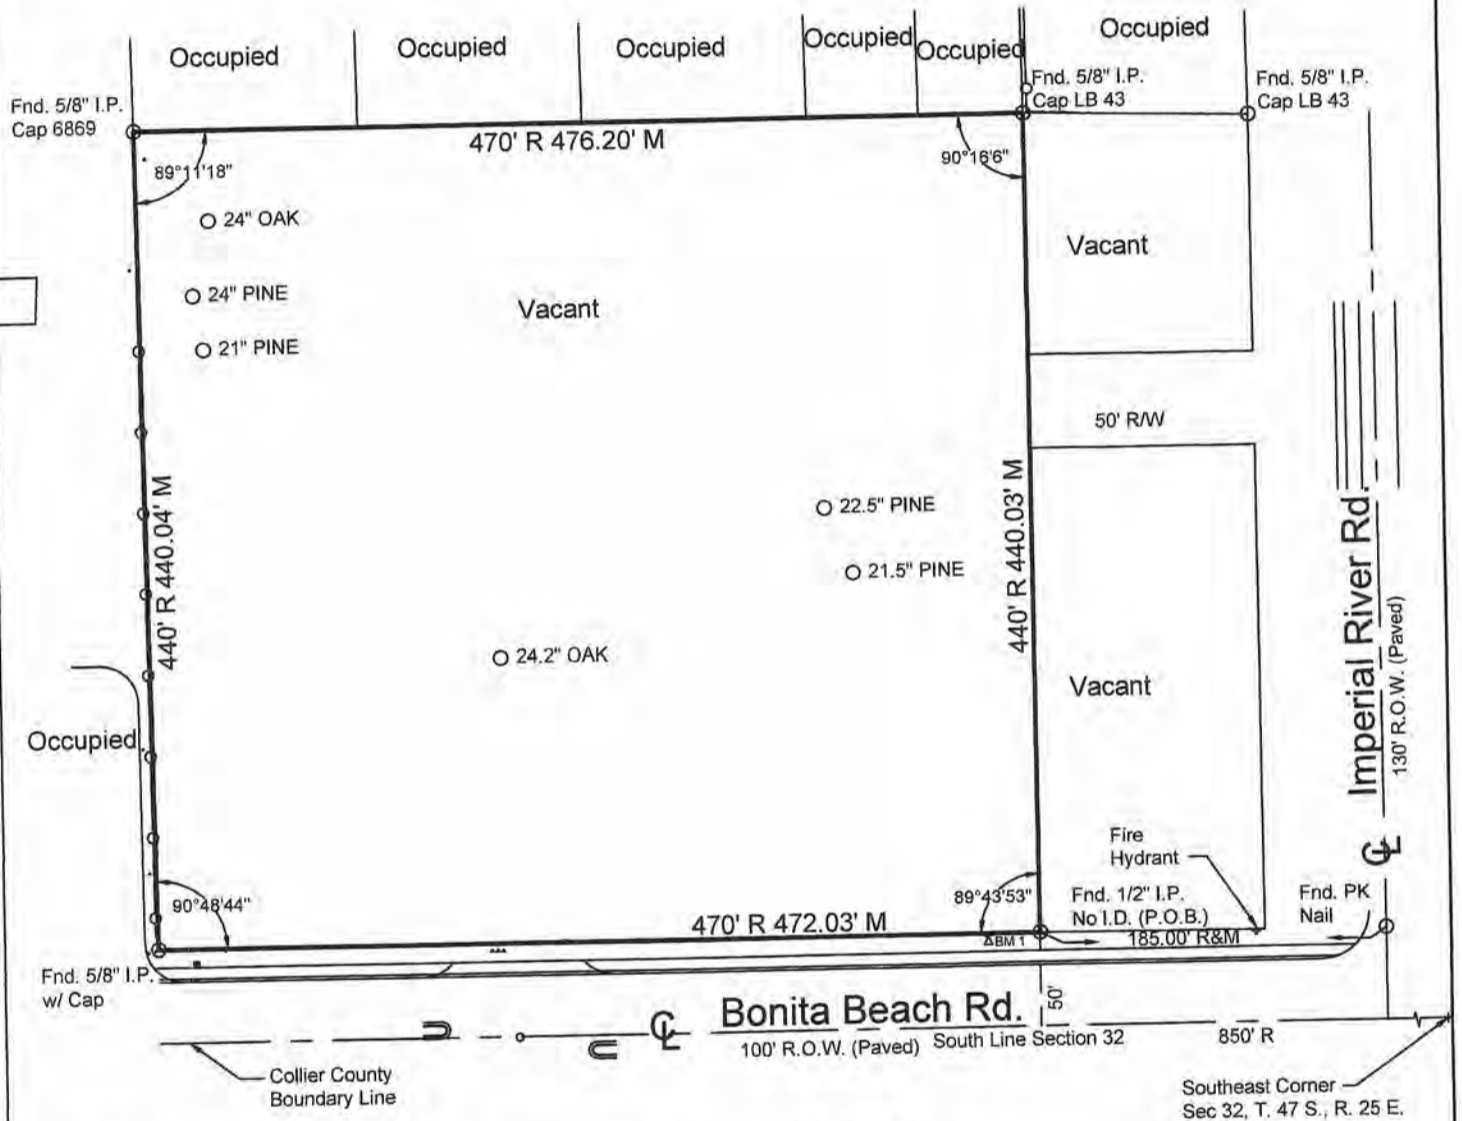 Occupied
Occupied
Occupied
Occupied
Occupied
Occupied
Fnd. 5/8" I.P.
Cap 6869
Fnd. 5/8" I.P.
Cap LB 43
Fnd. 5/8" I.P.
Cap LB 43
470' R 476.20' M
89°11'18"
90°16'6"
24" OAK
24" PINE
21" PINE
Vacant
Vacant
50' R/W
440' R 440.04' M
22.5" PINE
21.5" PINE
440' R 440.03' M
24.2" OAK
Vacant
Imperial River Rd.
130' R.O.W. (Paved)
Occupied
Fire
Hydrant
90°48'44"
89°43'53"
Fnd. 1/2" I.P.
No I.D. (P.O.B.)
Fnd. PK
Nail
470' R 472.03' M
BM 1
185.00' R&M
Fnd. 5/8" I.P.
w/ Cap
50'
Bonita Beach Rd.
100' R.O.W. (Paved)
South Line Section 32
850' R
Collier County
Boundary Line
Southeast Corner
Sec 32, T. 47 S., R. 25 E.